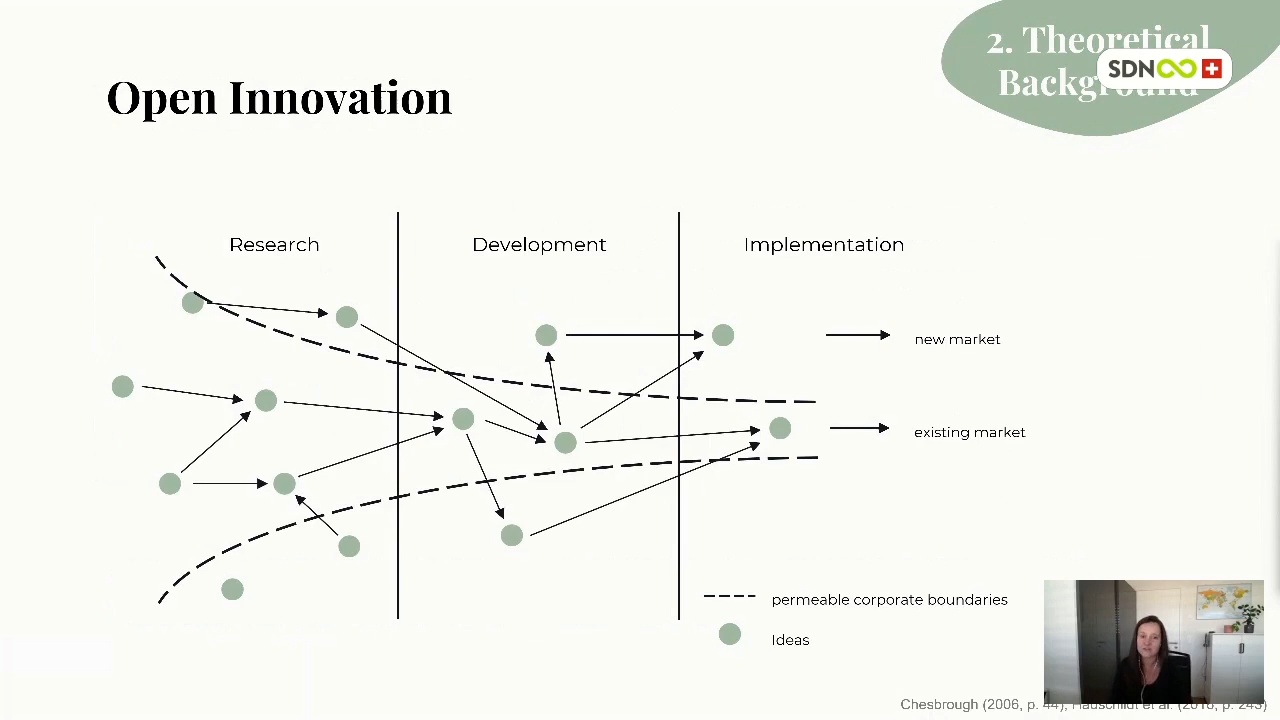 2. Theoretical
Background
SDN
Open Innovation
Research
Development
Implementation
new market
existing market
permeable corporate boundaries
Ideas
Chesbrough (2006, p. 44), Hauschildt et al. (2016, p. 243)